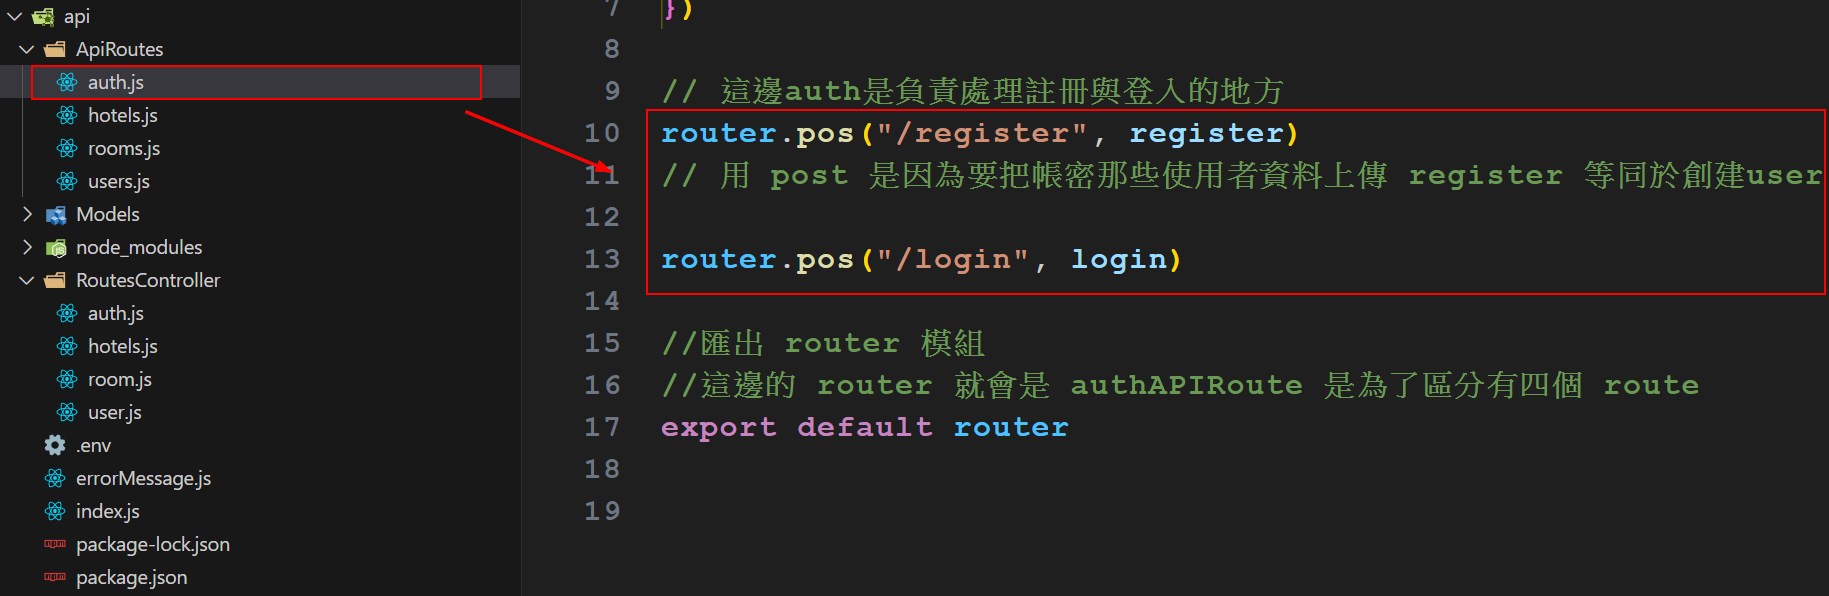 api
ApiRoutes
auth.js
hotels.js
rooms.js
users.js
Models
node_modules
RoutesController
auth.js
hotels.js
room.js
user.js
.env
errorMessage.js
index.js
package-lock.json
package.json
7 })
8
9 // 這邊auth是負責處理註冊與登入的地方
10 router.pos("/register", register)
11 // 用 post 是因為要把帳密那些使用者資料上傳 register 等同於創建user
12
13 router.pos("/login", login)
14
15 //匯出 router 模組
16 //這邊的 router 就會是 authAPIRoute 是為了區分有四個 route
17 export default router
18
19